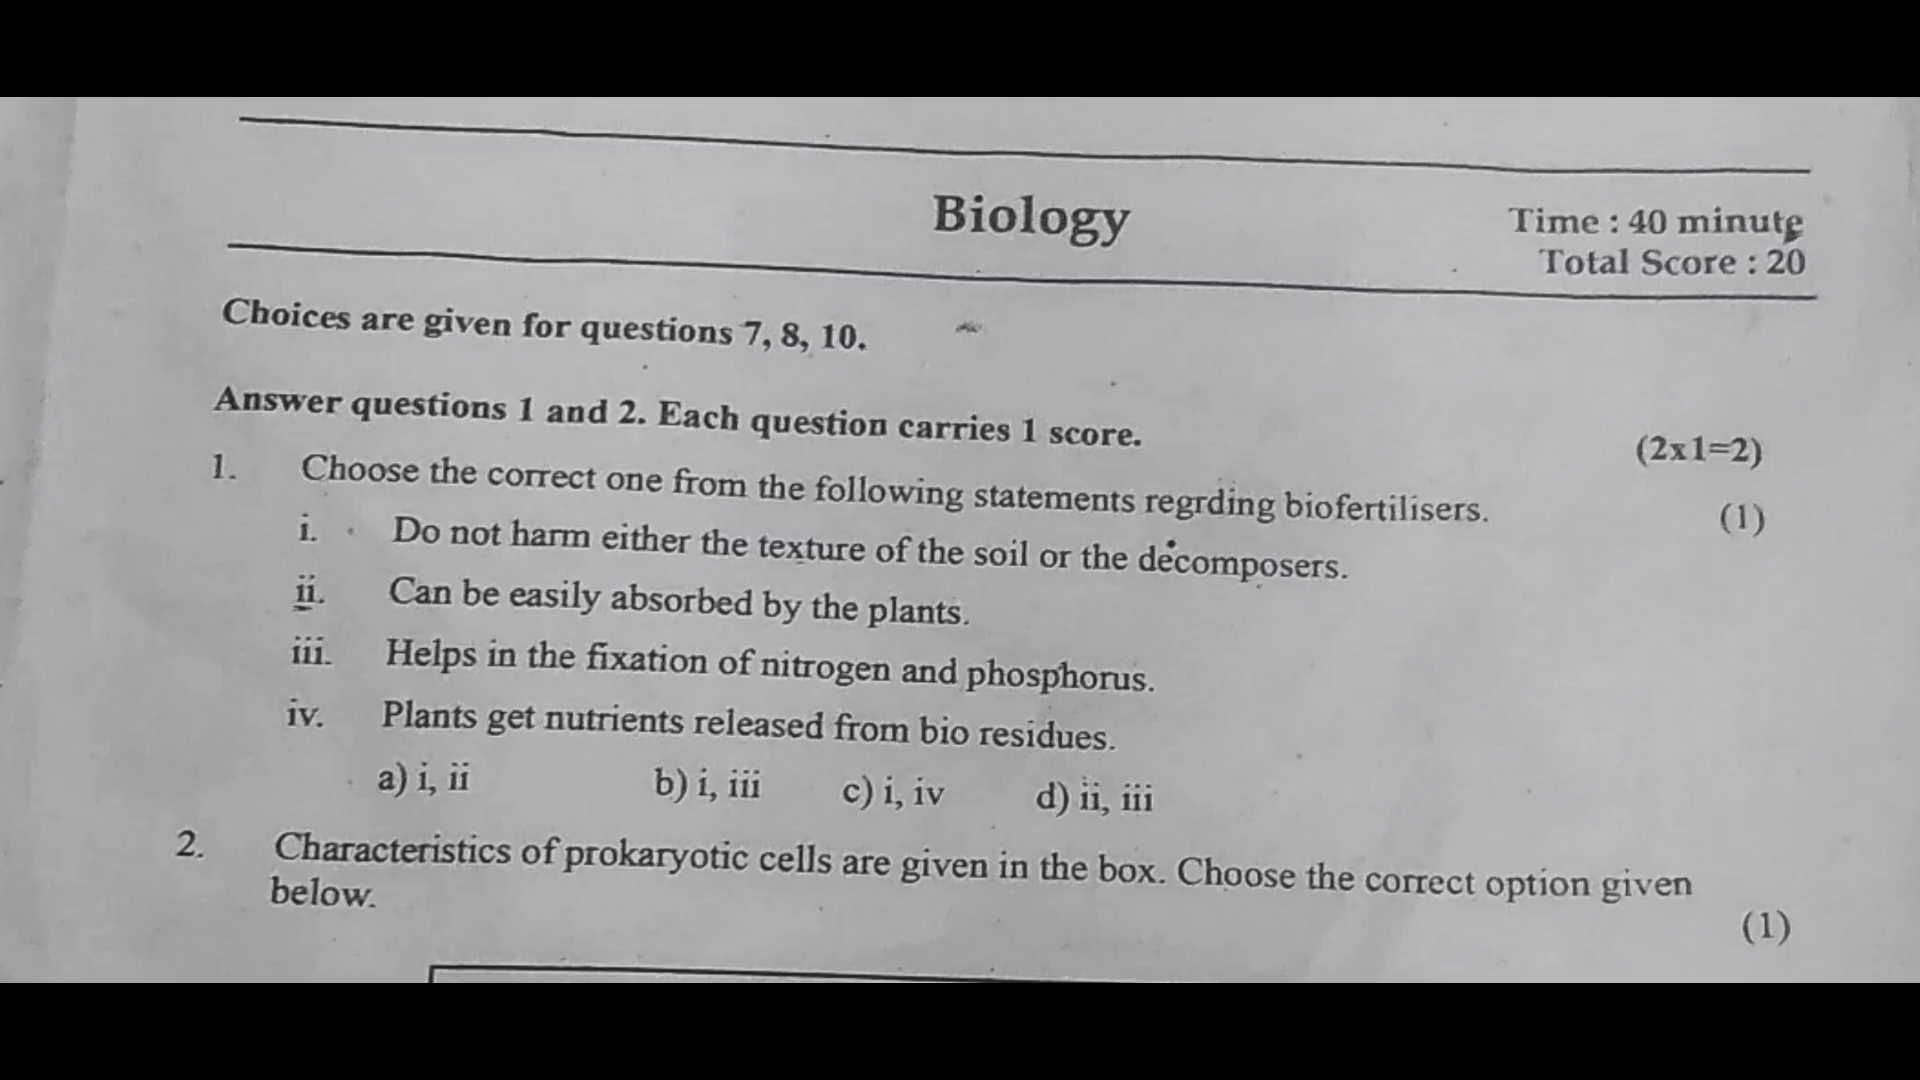 Biology
Time : 40 minute
Total Score : 20
Choices are given for questions 7, 8, 10.
Answer questions 1 and 2. Each question carries 1 score.
(2x1=2)
1. Choose the correct one from the following statements regrding biofertilisers.
(1)
i. Do not harm either the texture of the soil or the decomposers.
ii. Can be easily absorbed by the plants.
iii. Helps in the fixation of nitrogen and phosphorus.
iv. Plants get nutrients released from bio residues.
a) i, ii b) i, iii c) i, iv d) ii, iii
2. Characteristics of prokaryotic cells are given in the box. Choose the correct option given
below.
(1)